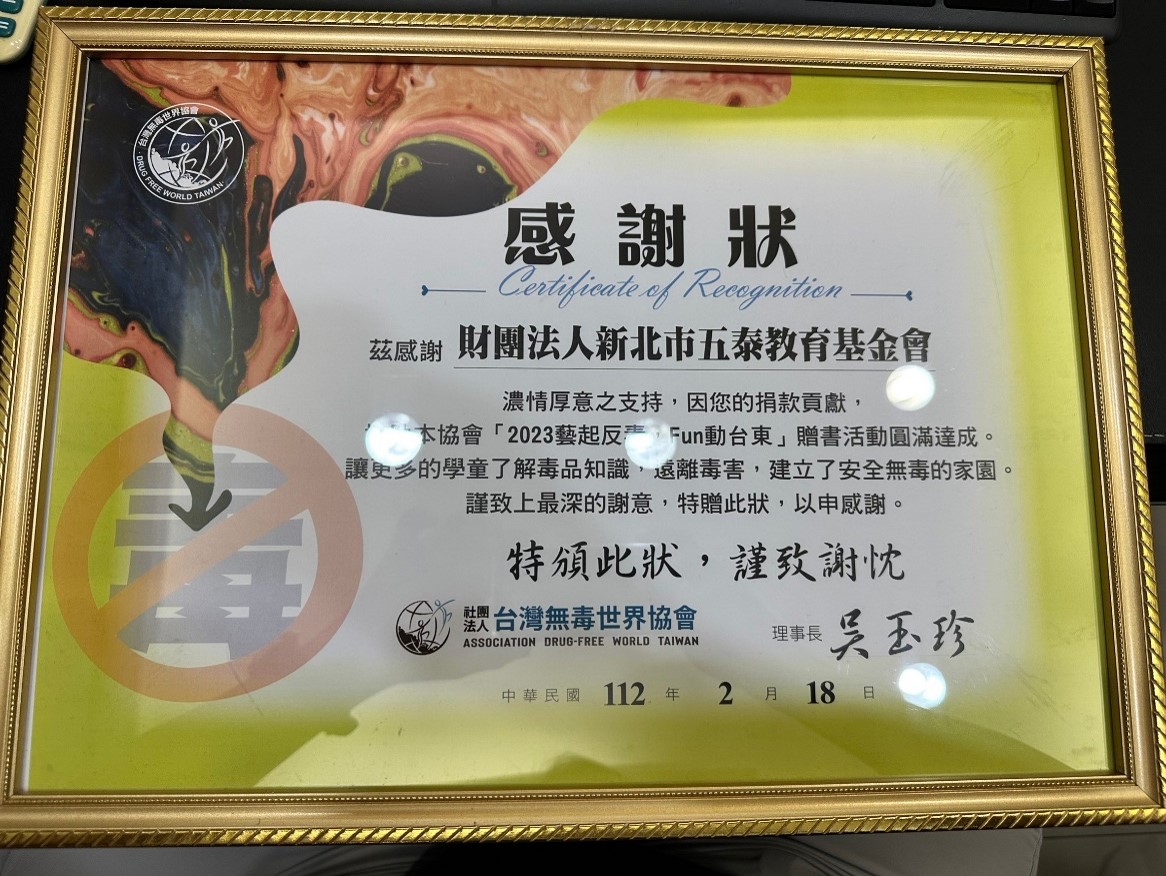 台灣無毒世界協會
DRUG FREE WORLD TAIWAN
感謝狀
Certificate of Recognition
茲感謝 財團法人新北市五泰教育基金會
濃情厚意之支持，因您的捐款貢獻，
本協會「2023藝起反毒 Fun動台東」贈書活動圓滿達成。
讓更多的學童了解毒品知識，遠離毒害，建立了安全無毒的家園。
謹致上最深的謝意，特贈此狀，以申感謝。
特頒此狀，謹致謝忱
毒
社團法人 台灣無毒世界協會
ASSOCIATION DRUG-FREE WORLD TAIWAN
理事長 吳玉珍
中華民國 112 年 2 月 18 日